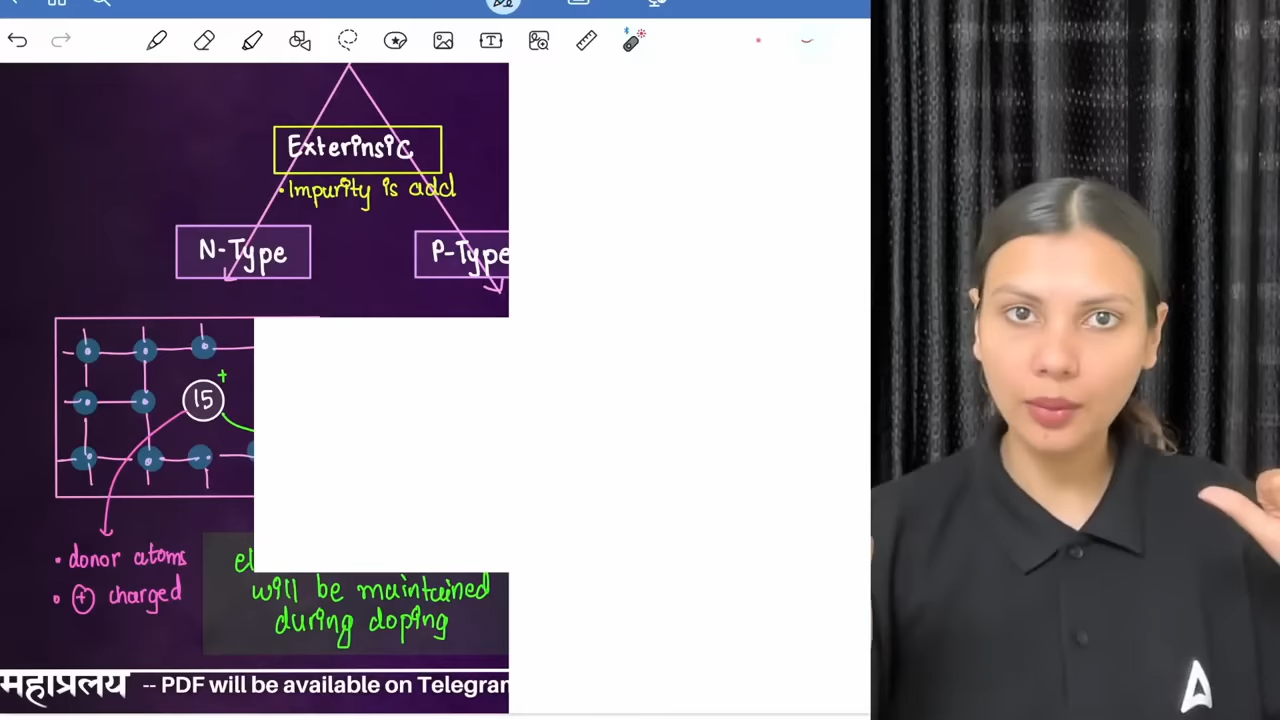 Exterinsic
• Impurity is add
N-Type
P-Type
+
15
• donor atoms
• + charged
will be maintained
during doping
महाप्रलय -- PDF will be available on Telegram